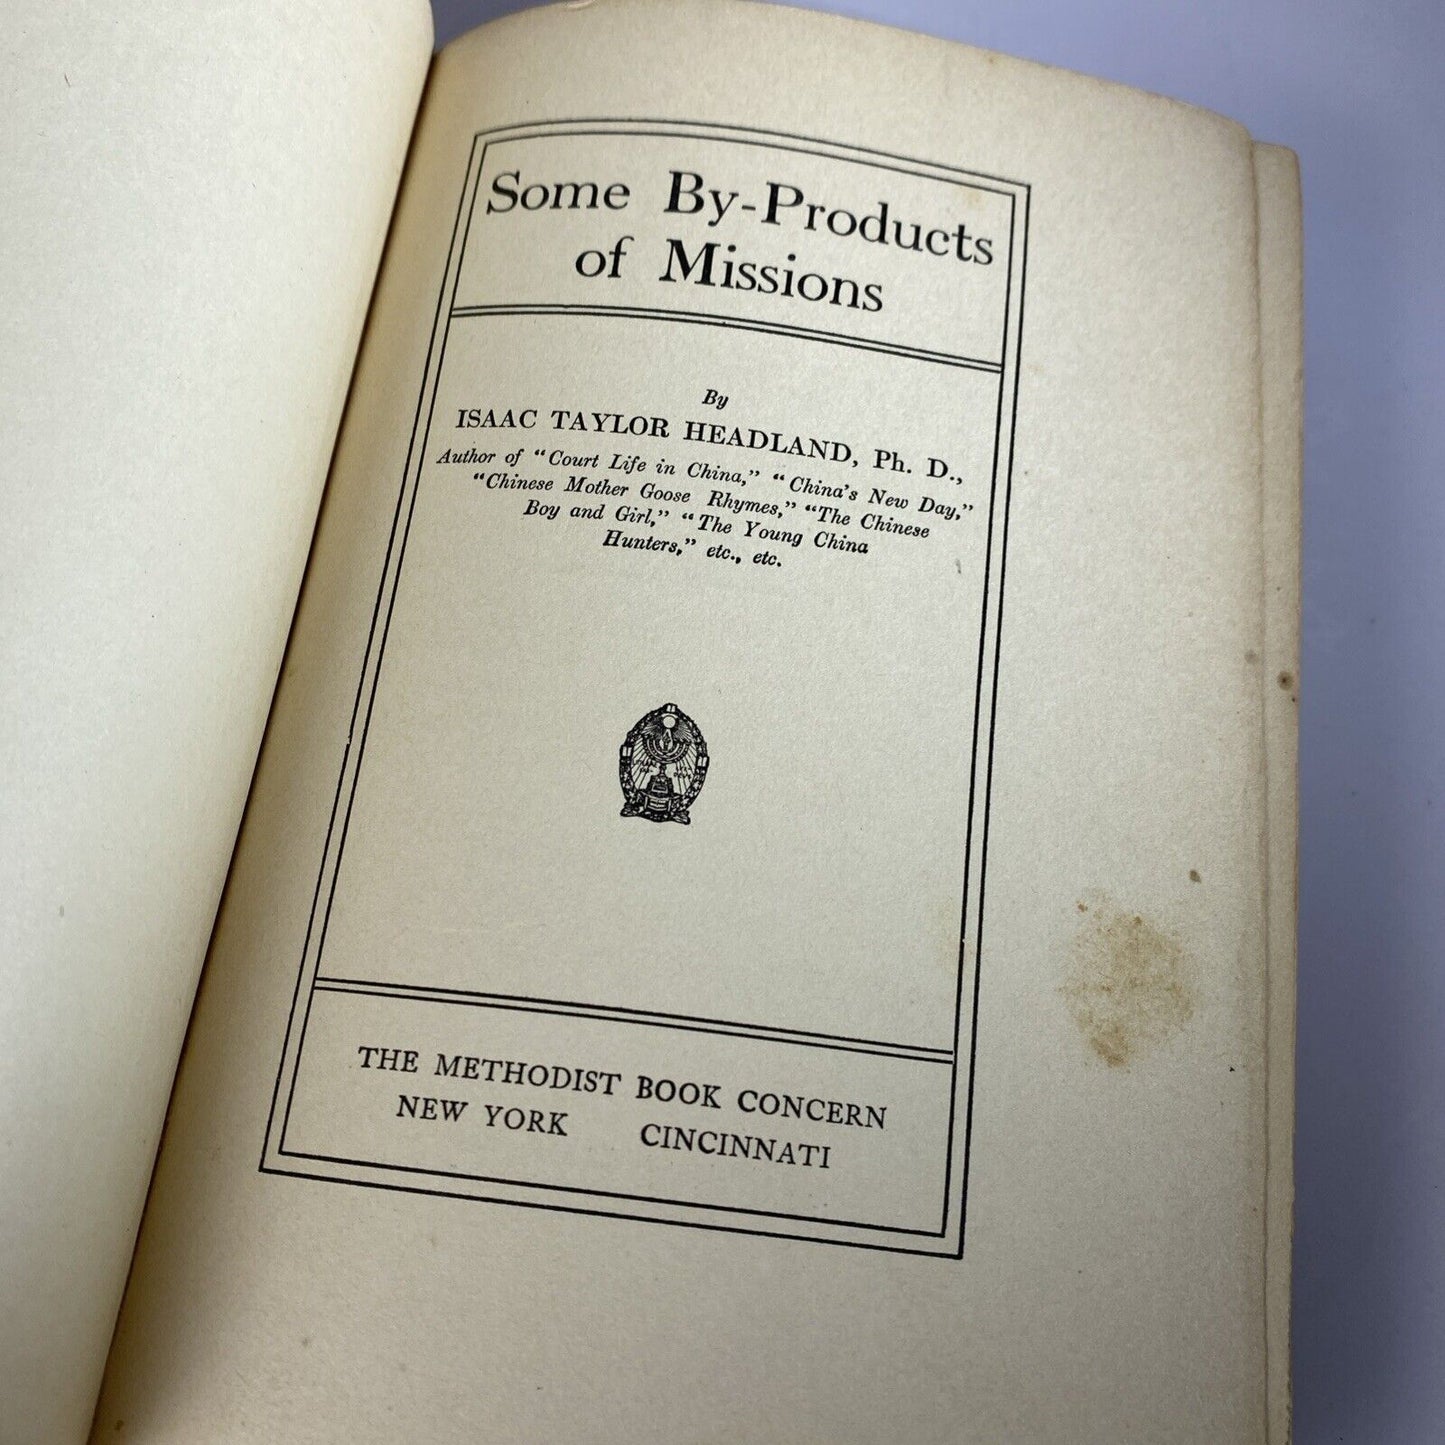 Some By-Products
of Missions
By
ISAAC TAYLOR HEADLAND, Ph. D.,
Author of "Court Life in China," "China's New Day,"
"Chinese Mother Goose Rhymes," "The Chinese
Boy and Girl," "The Young China
Hunters," etc., etc.
THE METHODIST BOOK CONCERN
NEW YORK CINCINNATI